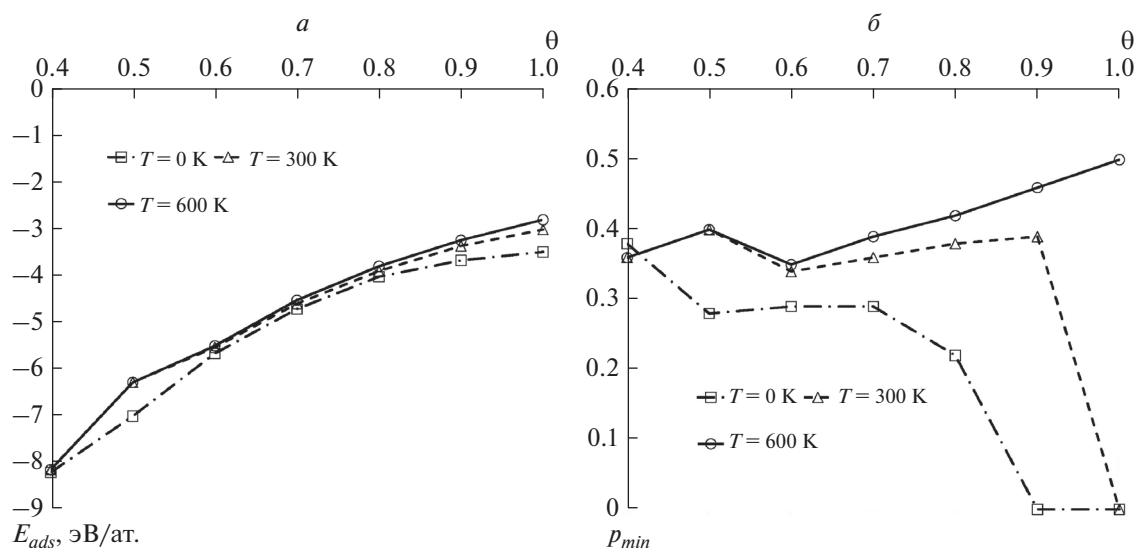 а
θ
0.4 0.5 0.6 0.7 0.8 0.9 1.0
0
−1
−2
−3
−4
−5
−6
−7
−8
−9
T = 0 K T = 300 K
T = 600 K
E_ads, эВ/ат.
б
θ
0.4 0.5 0.6 0.7 0.8 0.9 1.0
0.6
0.5
0.4
0.3
0.2
0.1
0
T = 0 K T = 300 K
T = 600 K
p_min